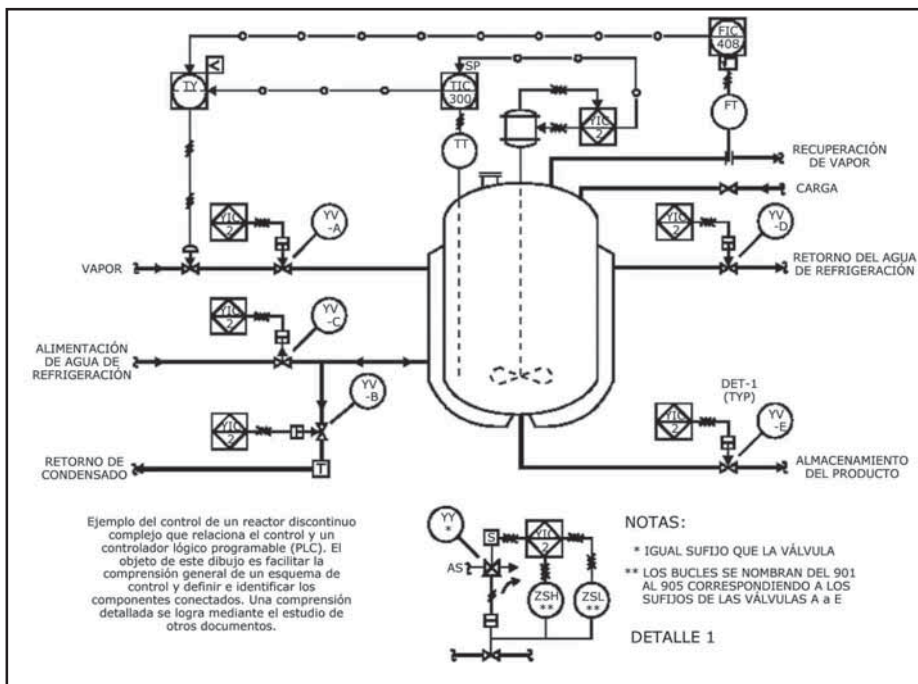 FIC
408
SP
TY
TIC
300
YIC
2
FT
TT
RECUPERACIÓN
DE VAPOR
CARGA
YIC
2
YV
-A
YIC
2
YV
-D
VAPOR
RETORNO DEL AGUA
DE REFRIGERACIÓN
YIC
2
YV
-C
ALIMENTACIÓN
DE AGUA DE
REFRIGERACIÓN
YV
-B
YIC
2
DET-1
(TYP)
YIC
2
YV
-E
RETORNO DE
CONDENSADO
T
ALMACENAMIENTO
DEL PRODUCTO
Ejemplo del control de un reactor discontinuo
complejo que relaciona el control y un
controlador lógico programable (PLC). El
objeto de este dibujo es facilitar la
comprensión general de un esquema de
control y definir e identificar los
componentes conectados. Una comprensión
detallada se logra mediante el estudio de
otros documentos.
YY
*
S
YIC
2
AS
ZSH
**
ZSL
**
NOTAS:
* IGUAL SUFIJO QUE LA VÁLVULA
** LOS BUCLES SE NOMBRAN DEL 901
AL 905 CORRESPONDIENDO A LOS
SUFIJOS DE LAS VÁLVULAS A a E
DETALLE 1